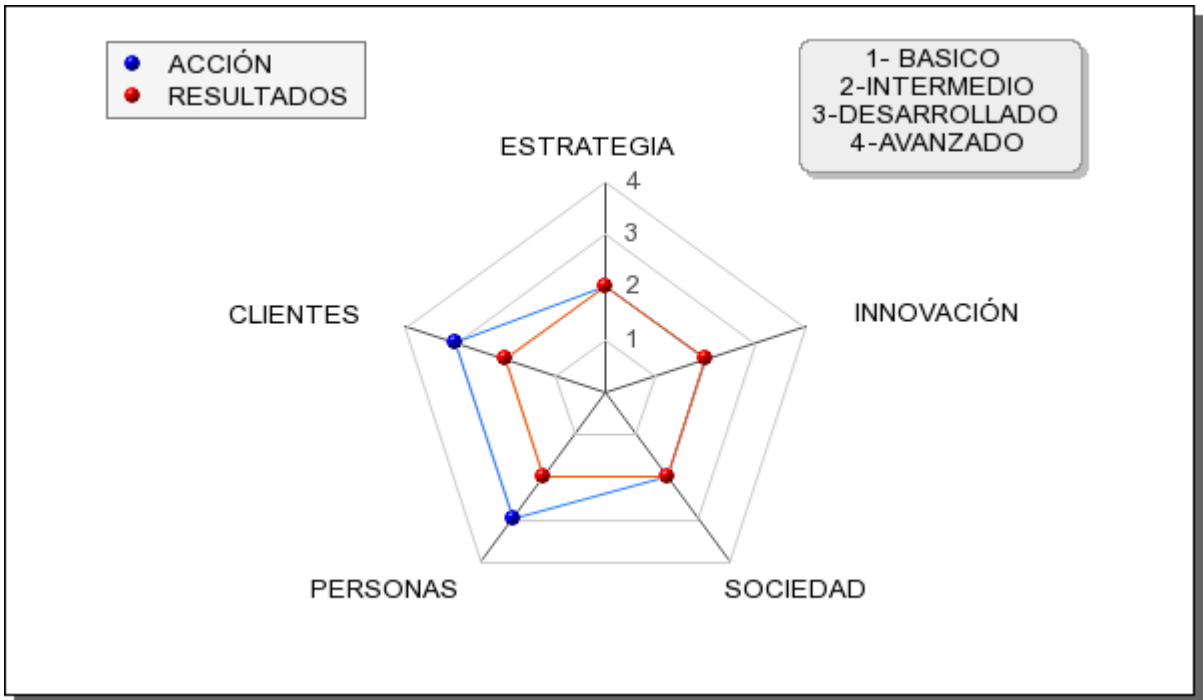 ACCIÓN
RESULTADOS
1- BASICO
2-INTERMEDIO
3-DESARROLLADO
4-AVANZADO
ESTRATEGIA
4
3
2
1
CLIENTES
INNOVACIÓN
PERSONAS
SOCIEDAD